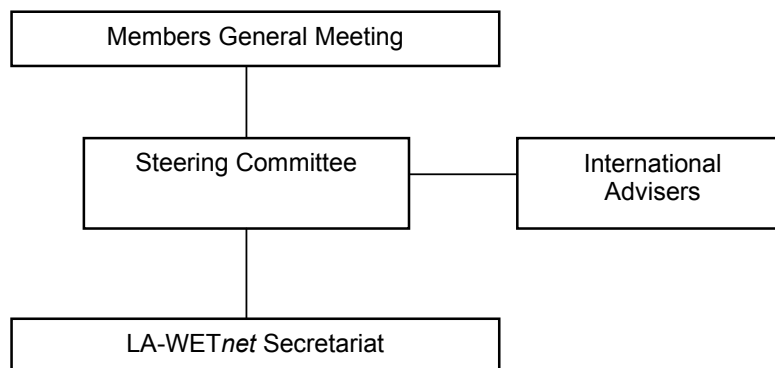 Members General Meeting
Steering Committee
International
Advisers
LA-WETnet Secretariat